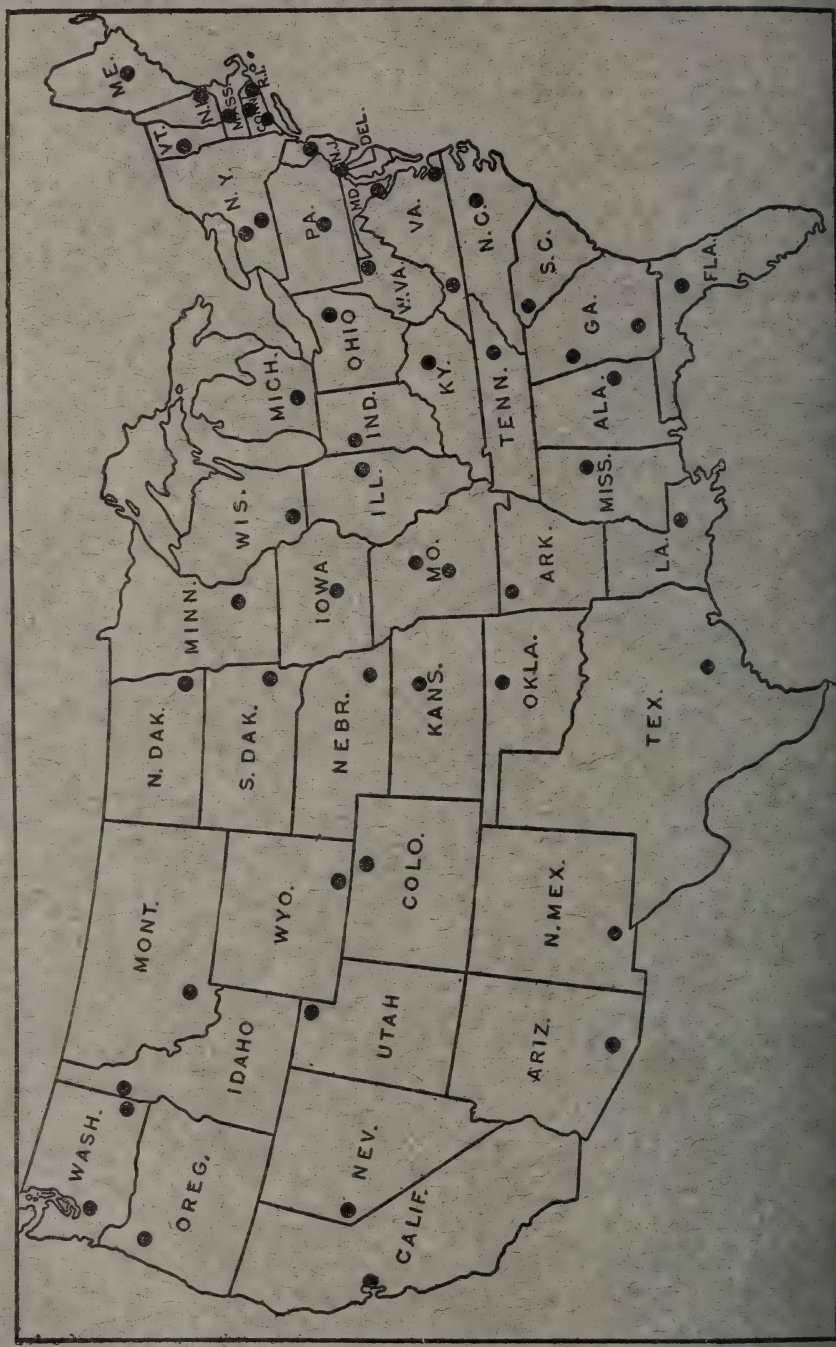 WASH.
OREG.
CALIF.
NEV.
IDAHO
MONT.
WYO.
UTAH
ARIZ.
COLO.
N.MEX.
N. DAK.
S. DAK.
NEBR.
KANS.
OKLA.
TEX.
MINN.
IOWA
MO.
ARK.
LA.
WIS.
ILL.
MISS.
MICH.
IND.
OHIO
KY.
TENN.
ALA.
GA.
FLA.
S.C.
N.C.
VA.
W.VA.
MD.
DEL.
N.J.
PA.
N.Y.
VT.
N.H.
ME.
MASS.
CONN.
R.I.